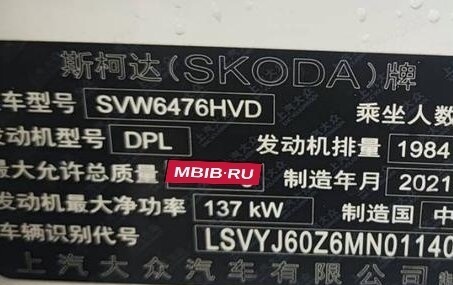 斯柯达(SKODA)牌
车型号 SVW6476HVD 乘坐人数
发动机型号 DPL 发动机排量 1984
最大允许总质量 MBIB·RU 制造年月 2021
发动机最大净功率 137 kW 制造国 中
车辆识别代号 LSVYJ60Z6MN01140
上汽大众汽车有限公司制